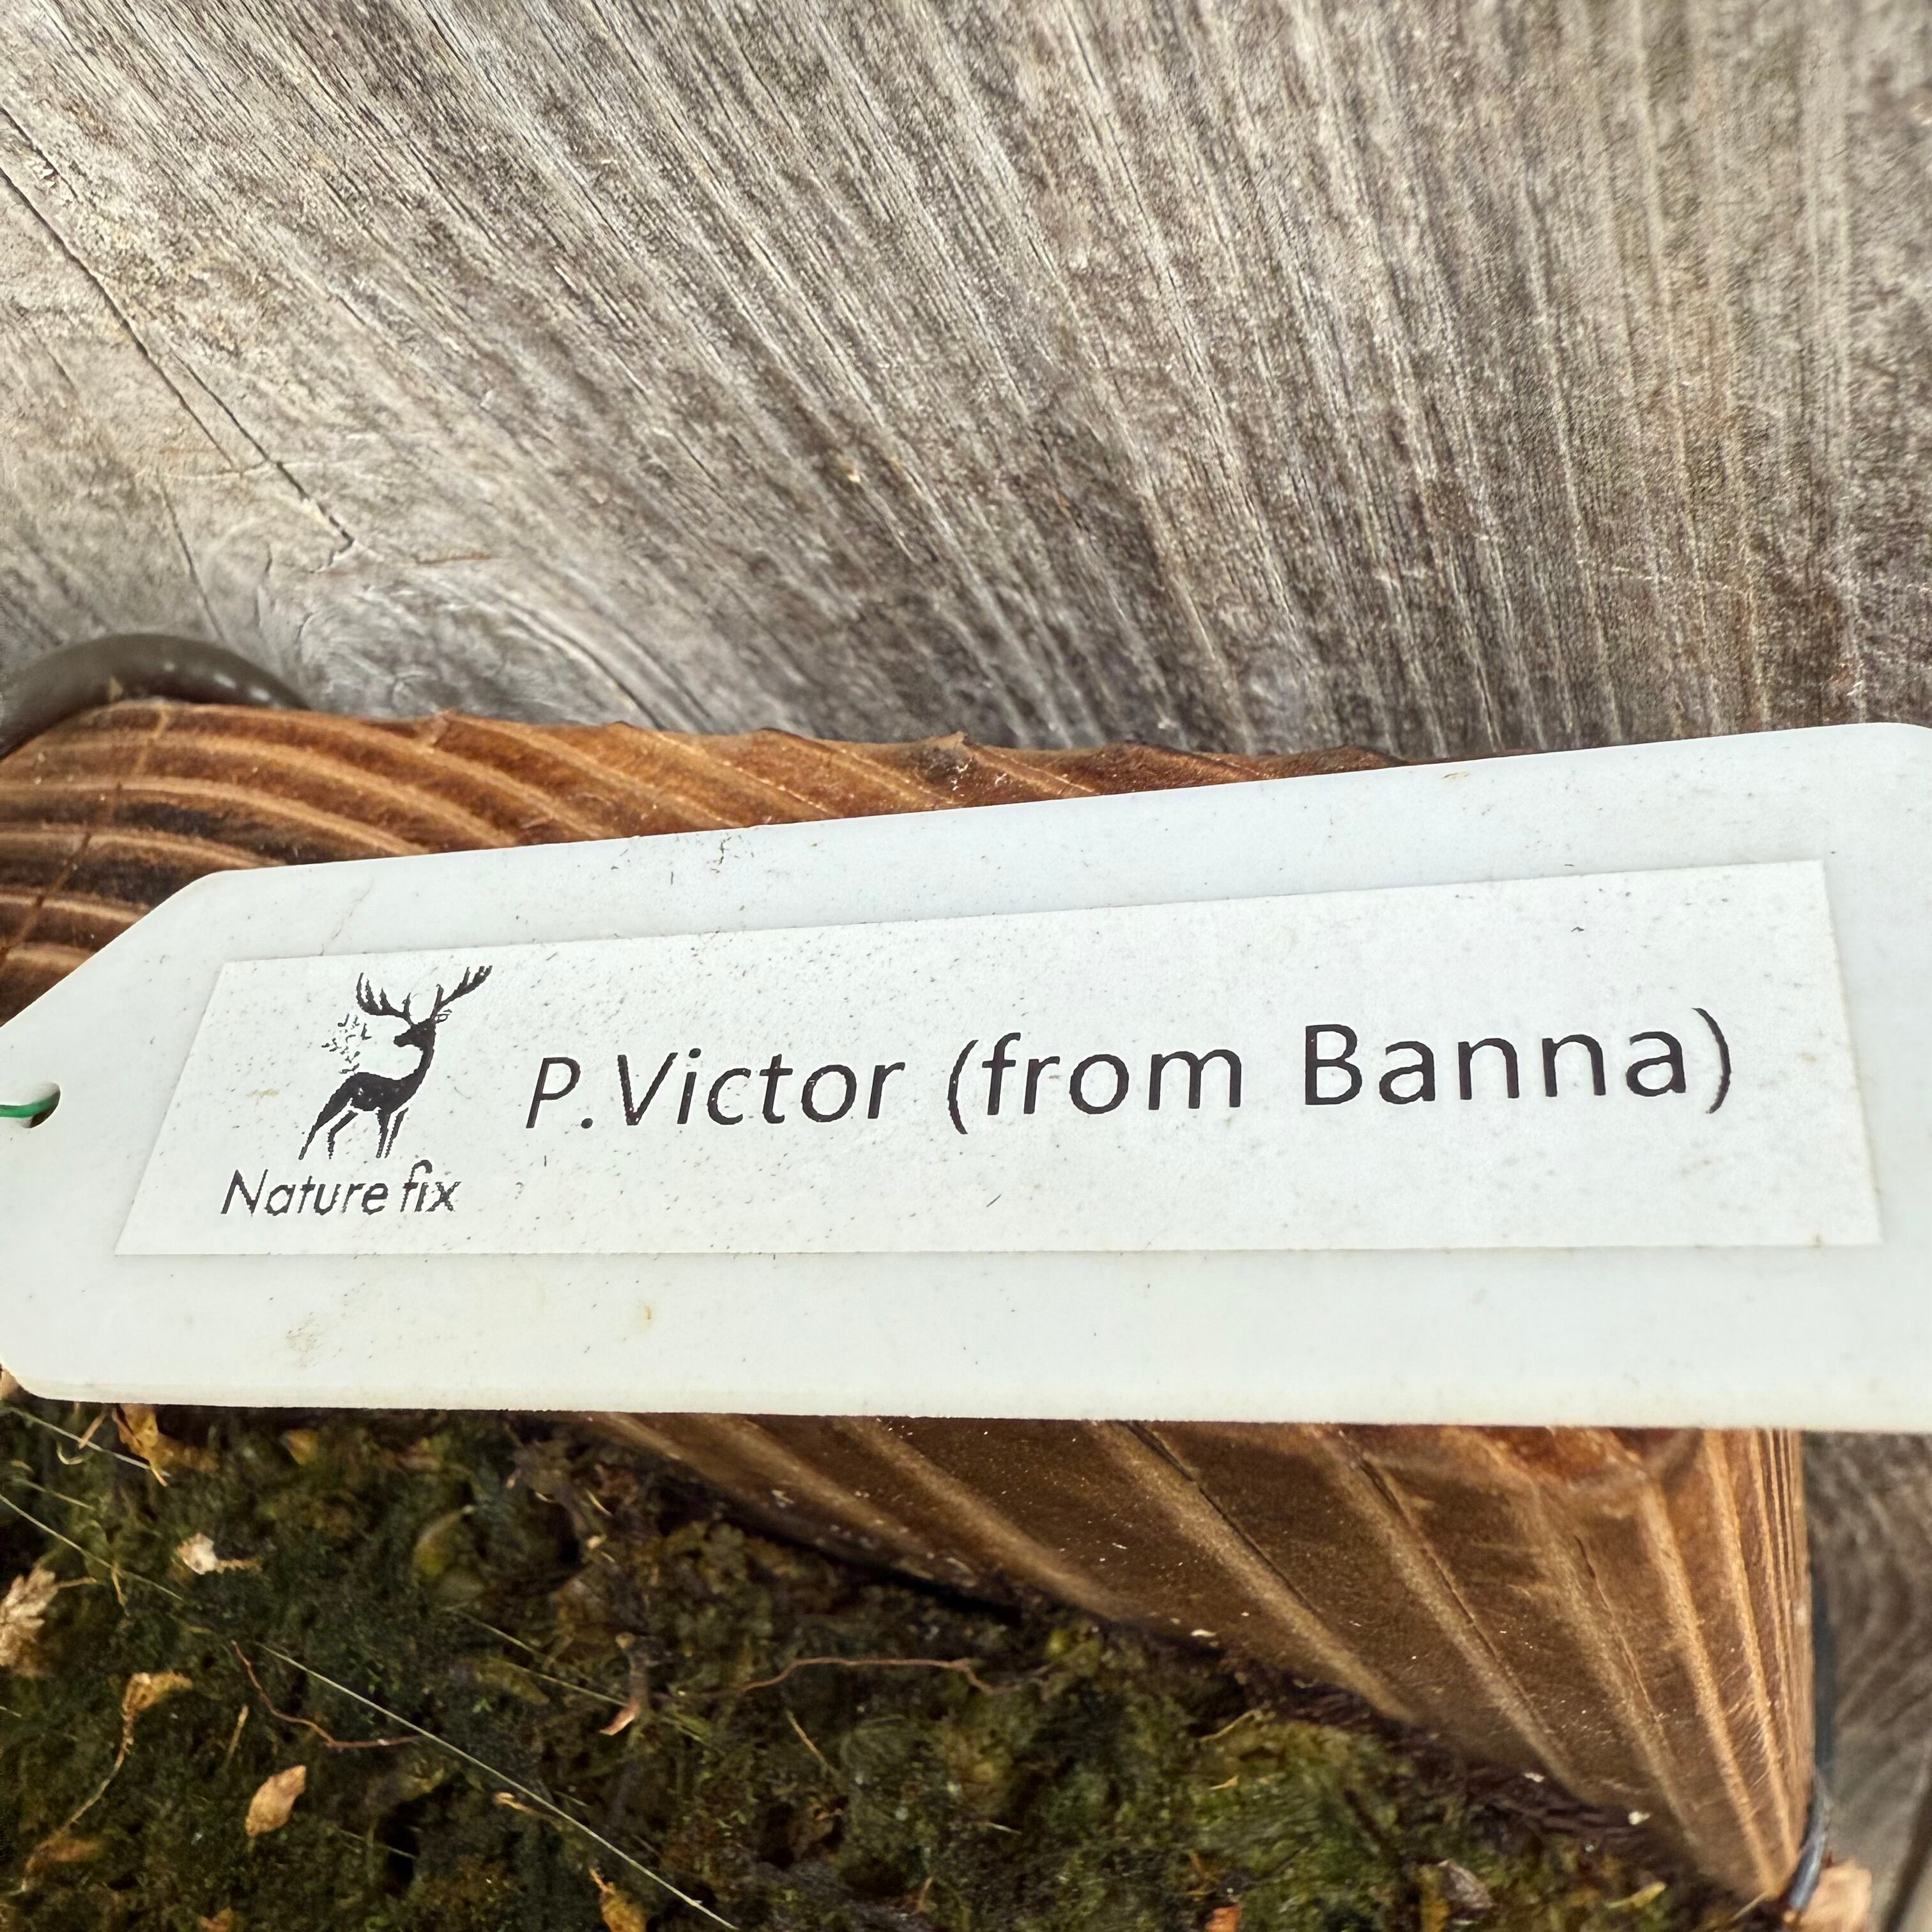 P.Victor (from Banna)
Nature fix